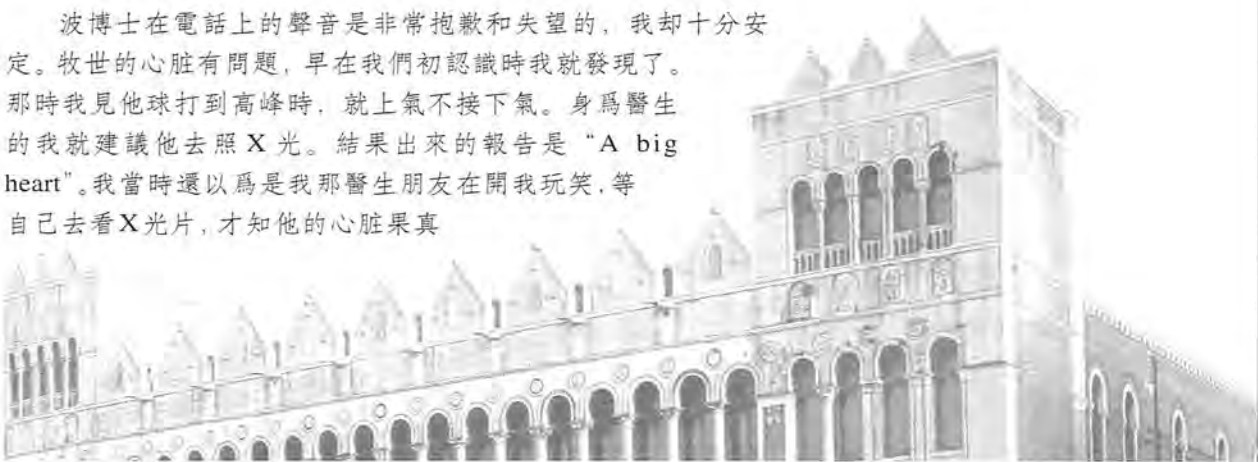 波博士在電話上的聲音是非常抱歉和失望的，我却十分安
定。牧世的心脏有問題，早在我們初認識時我就發現了。
那時我見他球打到高峰時，就上氣不接下氣。身爲醫生
的我就建議他去照 X 光。結果出來的報告是 “A big
heart”。我當時還以爲是我那醫生朋友在開我玩笑，等
自己去看X光片，才知他的心脏果真